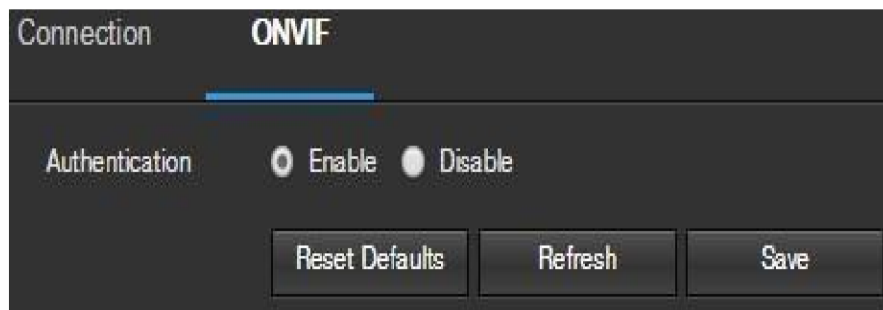 Connection ONVIF
Authentication Enable Disable
Reset Defaults Refresh Save